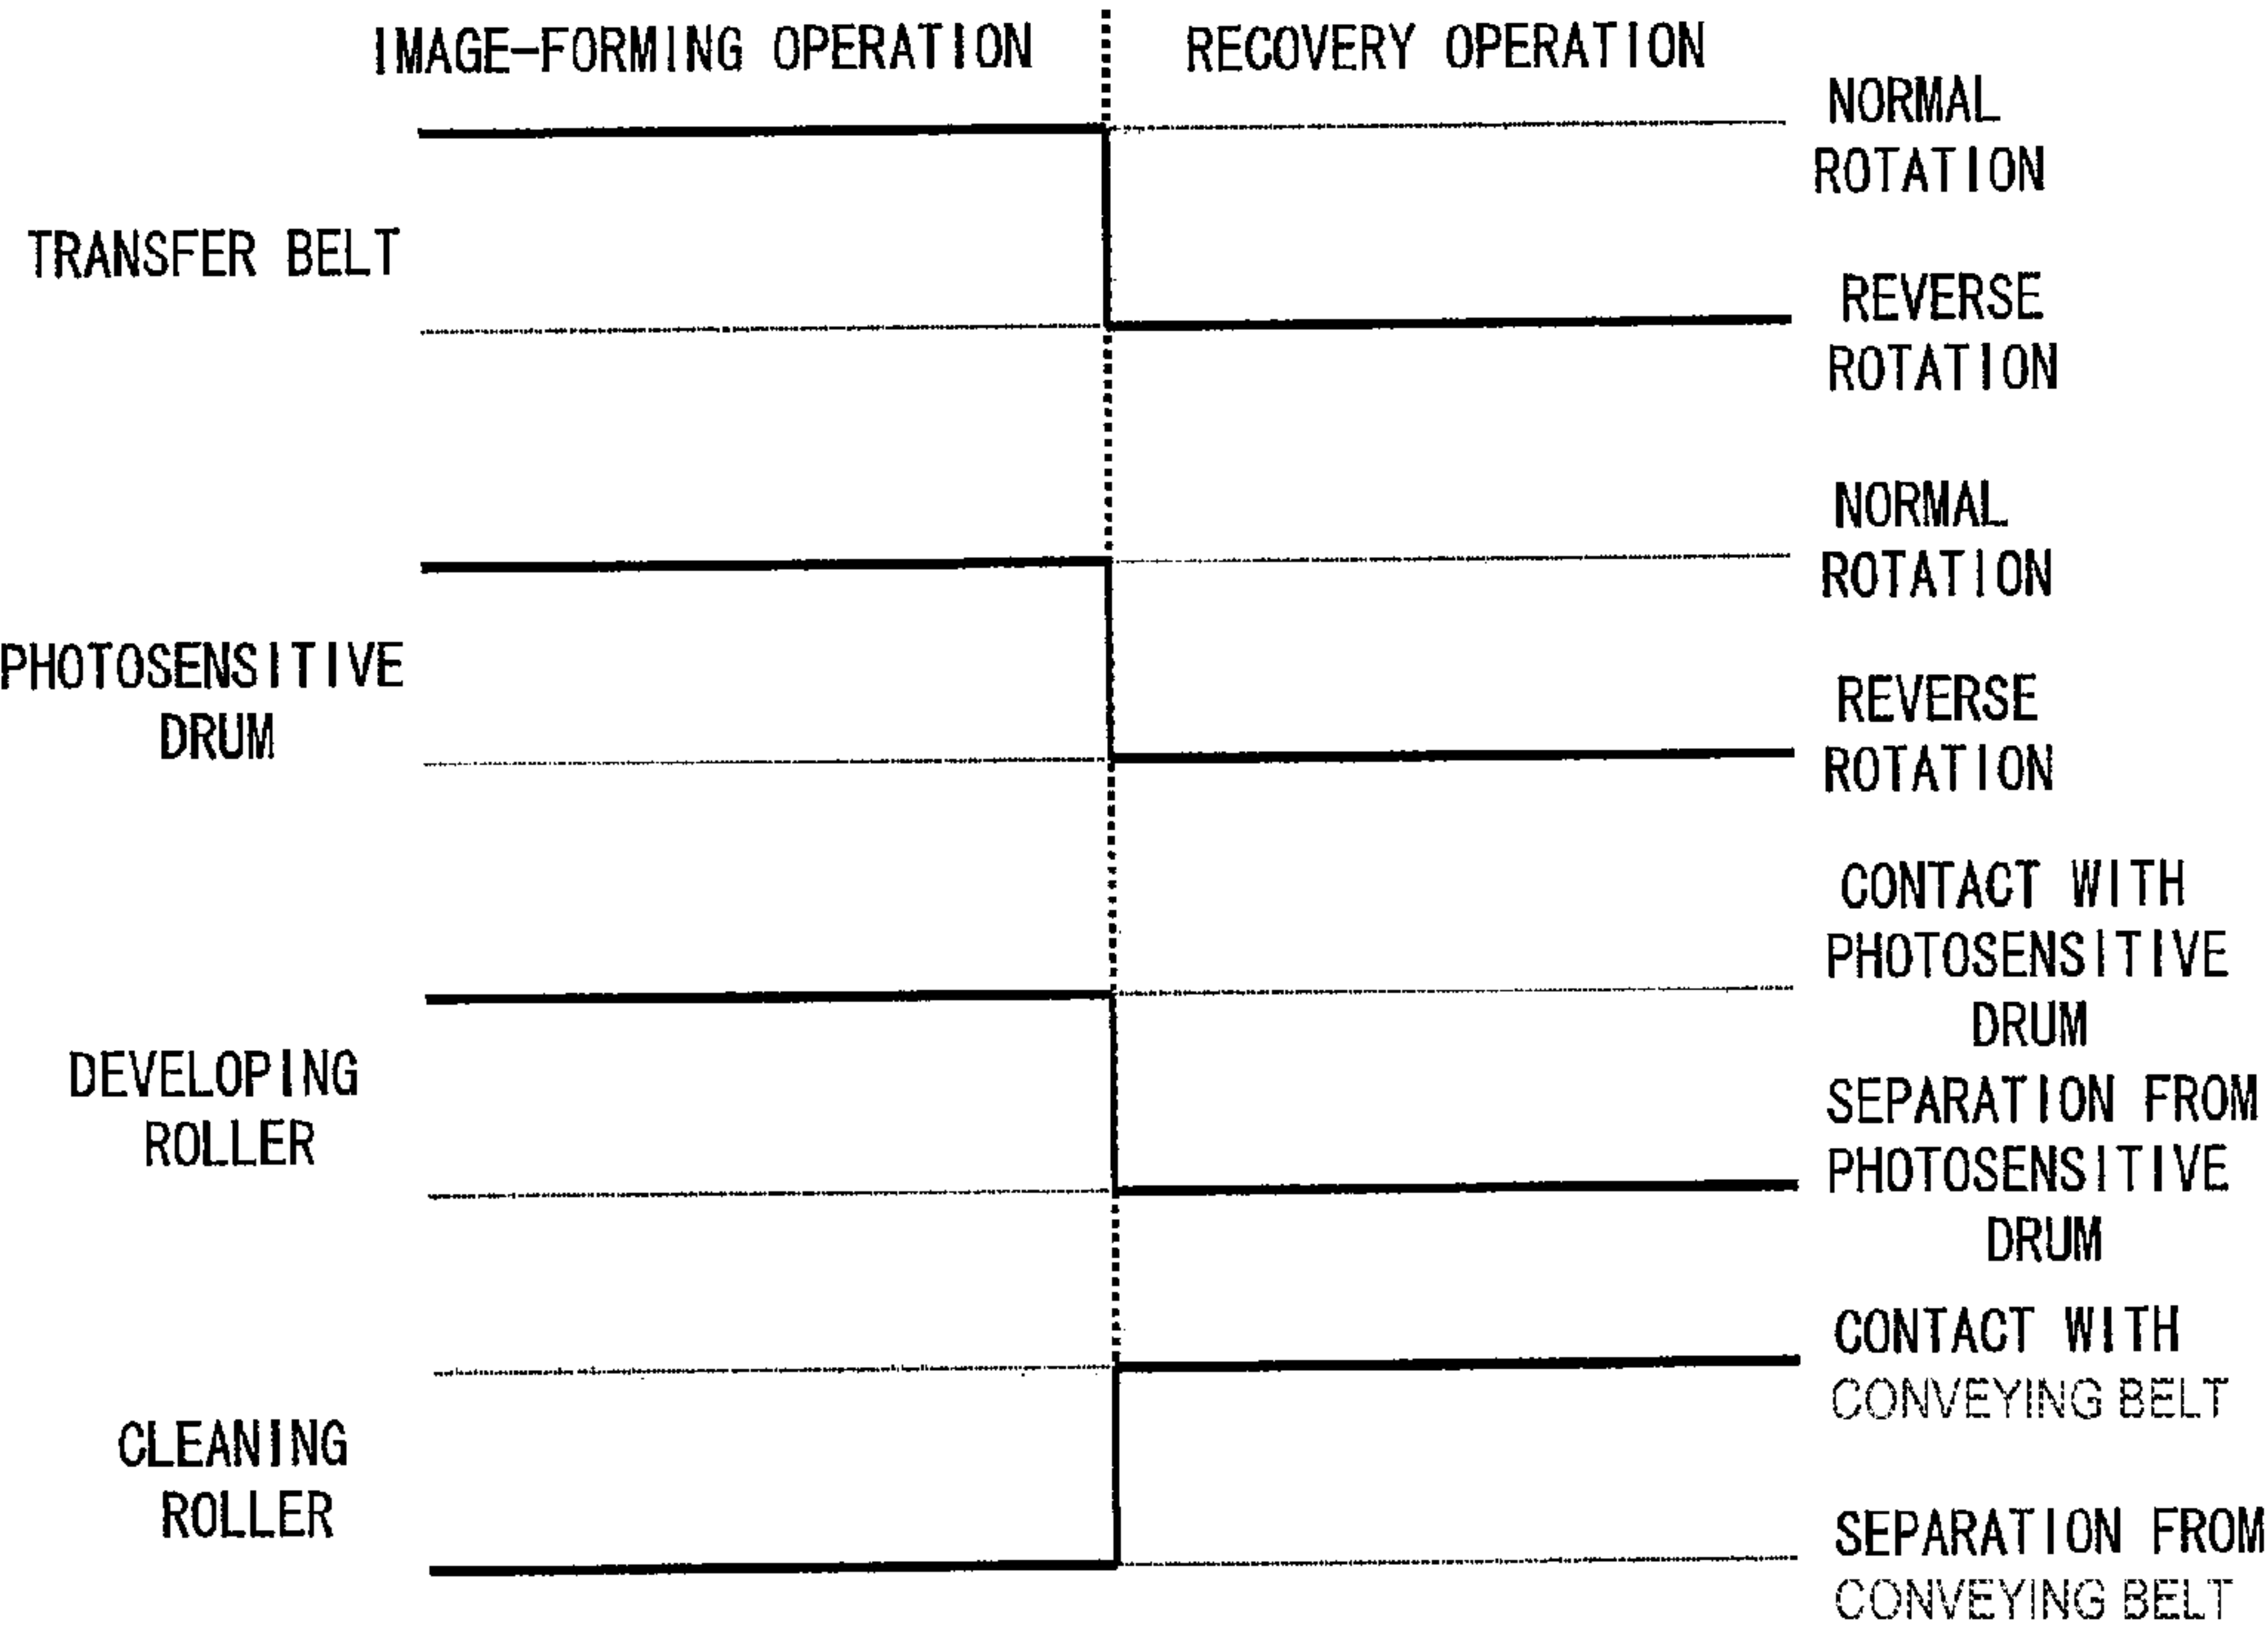 IMAGE-FORMING OPERATION
RECOVERY OPERATION
NORMAL
ROTATION
TRANSFER BELT
REVERSE
ROTATION
NORMAL
ROTATION
PHOTOSENSITIVE
DRUM
REVERSE
ROTATION
CONTACT WITH
PHOTOSENSITIVE
DRUM
DEVELOPING
ROLLER
SEPARATION FROM
PHOTOSENSITIVE
DRUM
CONTACT WITH
CONVEYING BELT
CLEANING
ROLLER
SEPARATION FROM
CONVEYING BELT